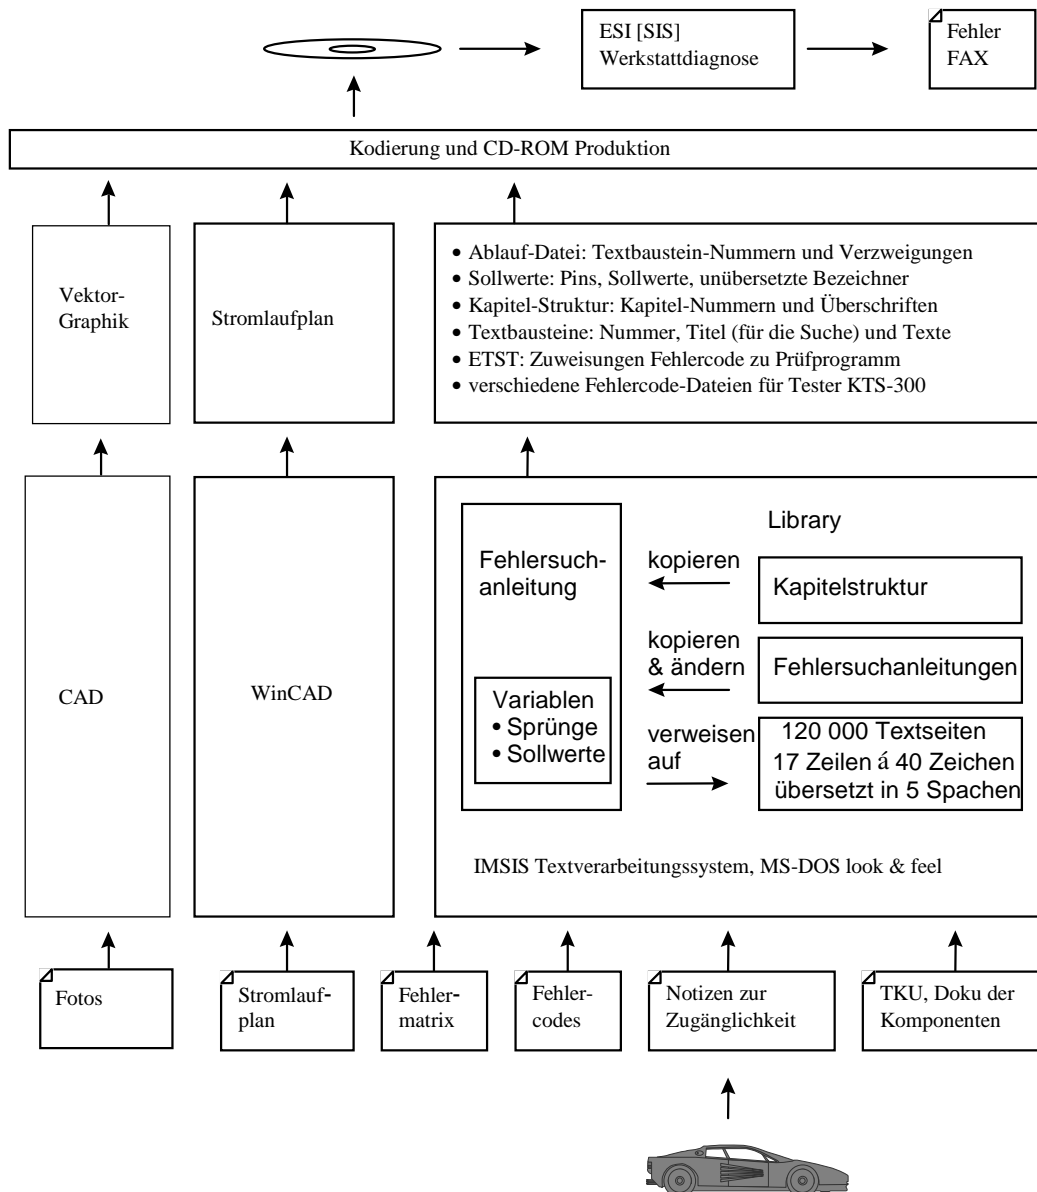 ESI [SIS]
Werkstattdiagnose
Fehler
FAX
Kodierung und CD-ROM Produktion
Vektor-
Graphik
Stromlaufplan
• Ablauf-Datei: Textbaustein-Nummern und Verzweigungen
• Sollwerte: Pins, Sollwerte, unübersetzte Bezeichner
• Kapitel-Struktur: Kapitel-Nummern und Überschriften
• Textbausteine: Nummer, Titel (für die Suche) und Texte
• ETST: Zuweisungen Fehlercode zu Prüfprogramm
• verschiedene Fehlercode-Dateien für Tester KTS-300
CAD
WinCAD
Fehlersuch-
anleitung
Variablen
• Sprünge
• Sollwerte
Library
kopieren
Kapitelstruktur
kopieren
& ändern
Fehlersuchanleitungen
verweisen
auf
120 000 Textseiten
17 Zeilen á 40 Zeichen
übersetzt in 5 Spachen
IMSIS Textverarbeitungssystem, MS-DOS look & feel
Fotos
Stromlauf-
plan
Fehler-
matrix
Fehler-
codes
Notizen zur
Zugänglichkeit
TKU, Doku der
Komponenten